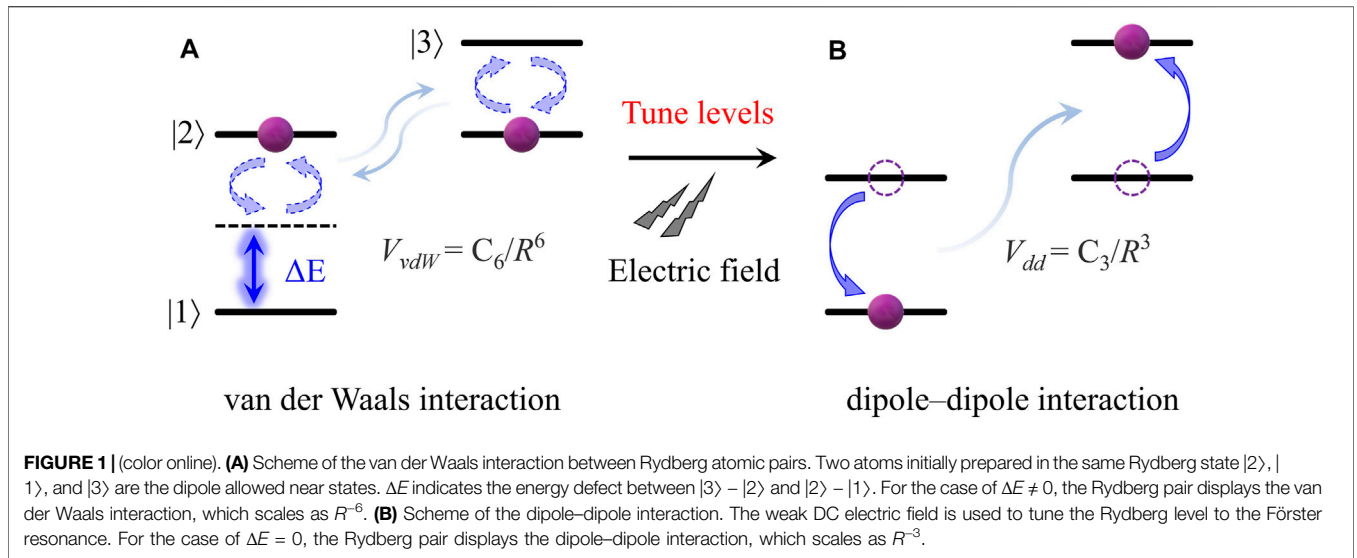 A
|3⟩
B
|2⟩
Tune levels
V_vdW = C₆/R⁶
ΔE
Electric field
V_dd = C₃/R³
|1⟩
van der Waals interaction
dipole–dipole interaction
FIGURE 1 | (color online). (A) Scheme of the van der Waals interaction between Rydberg atomic pairs. Two atoms initially prepared in the same Rydberg state |2⟩, |
1⟩, and |3⟩ are the dipole allowed near states. ΔE indicates the energy defect between |3⟩ – |2⟩ and |2⟩ – |1⟩. For the case of ΔE ≠ 0, the Rydberg pair displays the van
der Waals interaction, which scales as R⁻⁶. (B) Scheme of the dipole–dipole interaction. The weak DC electric field is used to tune the Rydberg level to the Förster
resonance. For the case of ΔE = 0, the Rydberg pair displays the dipole–dipole interaction, which scales as R⁻³.